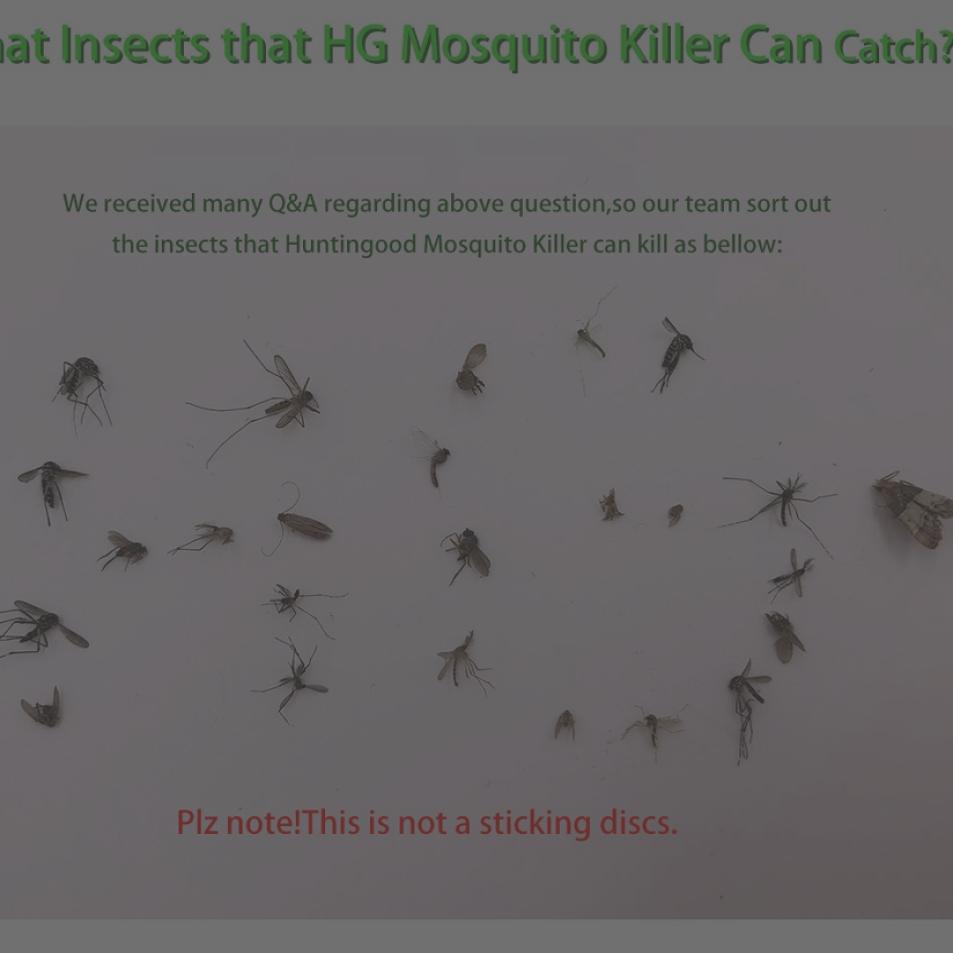 at Insects that HG Mosquito Killer Can Catch?
We received many Q&A regarding above question,so our team sort out
the insects that Huntingood Mosquito Killer can kill as bellow:
Plz note!This is not a sticking discs.